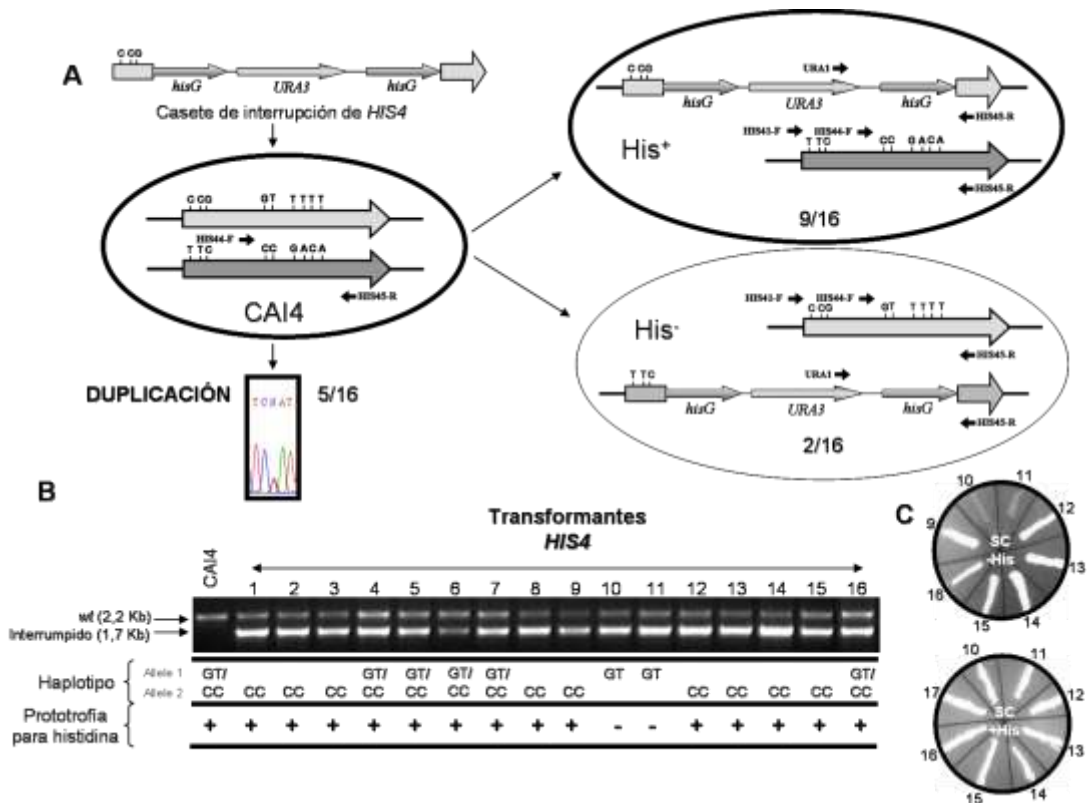 A
C CG
hisG URA3 hisG
Casete de interrupción de HIS4
C CG GT T T T T
HIS44-F
T T C CC G A C A
HIS45-R
CAI4
DUPLICACIÓN 5/16
C CG URA1
hisG URA3 hisG
HIS45-R
HIS41-F HIS44-F
His+ T TC CC G A C A
HIS45-R
9/16
His-
HIS41-F HIS44-F
C CG GT T T T T
HIS45-R
T TC URA1
hisG URA3 hisG
HIS45-R
2/16
B
Transformantes
HIS4
CAI4 1 2 3 4 5 6 7 8 9 10 11 12 13 14 15 16
wt (2,2 Kb)
Interrumpido (1,7 Kb)
Haplotipo
Allele 1 GT/ GT/ GT/ GT/ GT/ GT GT GT/
Allele 2 CC CC CC CC CC CC CC CC CC CC CC CC CC CC CC
Prototrofía
para histidina
+ + + + + + + + + + - - + + + + +
C
10 11
9 12
SC
-His
16 13
15 14
10 11
17 12
SC
+His
16 13
15 14